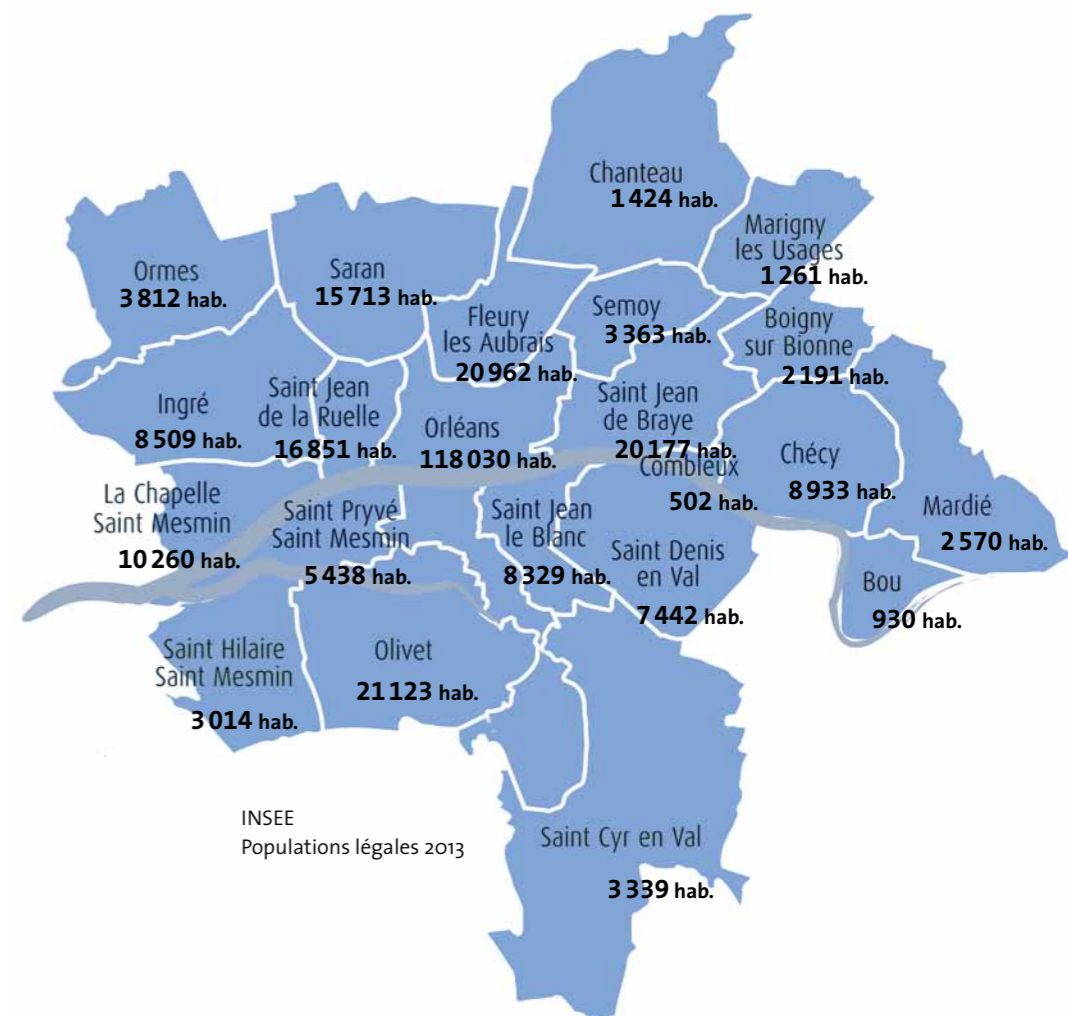 Chanteau
1 424 hab.
Marigny
les Usages
1 261 hab.
Ormes
3 812 hab.
Saran
15 713 hab.
Fleury
les Aubrais
20 962 hab.
Semoy
3 363 hab.
Boigny
sur Bionne
2 191 hab.
Ingré
8 509 hab.
Saint Jean
de la Ruelle
16 851 hab.
Orléans
118 030 hab.
Saint Jean
de Braye
20 177 hab.
Combleux
502 hab.
Chécy
8 933 hab.
Mardié
2 570 hab.
La Chapelle
Saint Mesmin
10 260 hab.
Saint Pryvé
Saint Mesmin
5 438 hab.
Saint Jean
le Blanc
8 329 hab.
Saint Denis
en Val
7 442 hab.
Bou
930 hab.
Saint Hilaire
Saint Mesmin
3 014 hab.
Olivet
21 123 hab.
INSEE
Populations légales 2013
Saint Cyr en Val
3 339 hab.